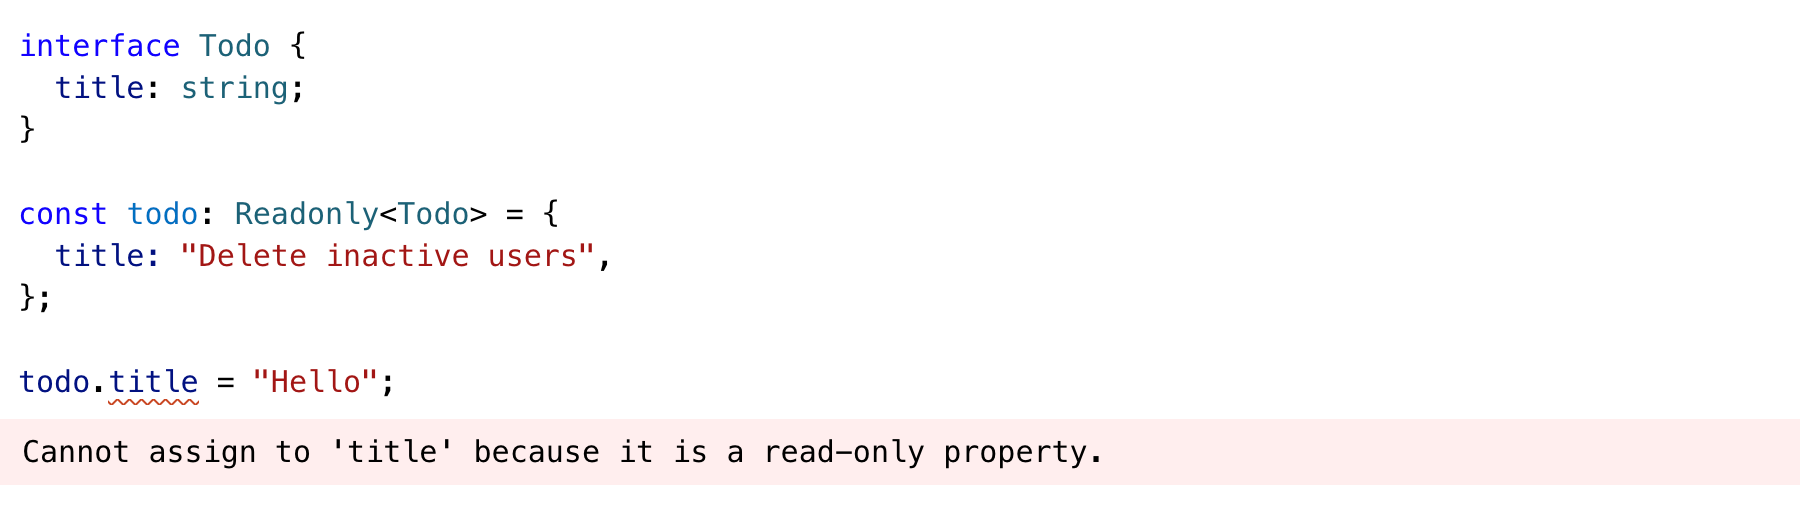 interface Todo {
  title: string;
}

const todo: Readonly<Todo> = {
  title: "Delete inactive users",
};

todo.title = "Hello";
Cannot assign to 'title' because it is a read-only property.